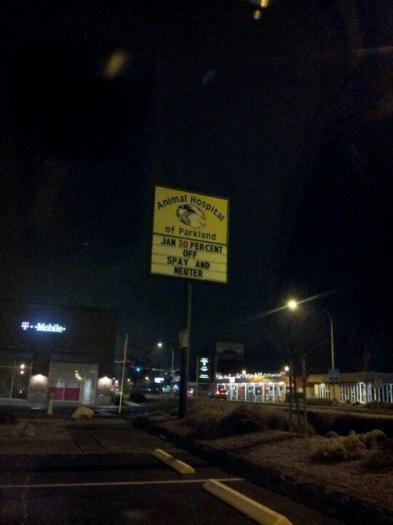 Animal Hospital
of Parkland
JAN 20 PERCENT
OFF
SPAY AND
NEUTER
T··Mobile·